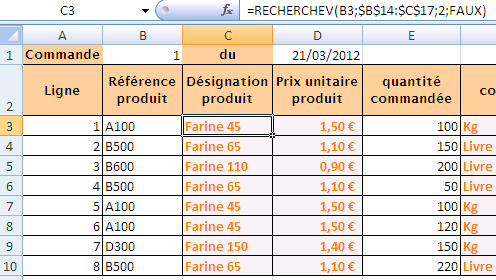 C3 =RECHERCHEV(B3;$B$14:$C$17;2;FAUX)
A B C D E
1 Commande 1 du 21/03/2012
2 Ligne Référence produit Désignation produit Prix unitaire produit quantité commandée co
3 1 A100 Farine 45 1,50 € 100 Kg
4 2 B500 Farine 65 1,10 € 150 Livre
5 3 B600 Farine 110 0,90 € 200 Livre
6 4 B500 Farine 65 1,10 € 50 Livre
7 5 A100 Farine 45 1,50 € 100 Kg
8 6 A100 Farine 45 1,50 € 120 Kg
9 7 D300 Farine 150 1,40 € 150 Kg
10 8 B500 Farine 65 1,10 € 220 Livre